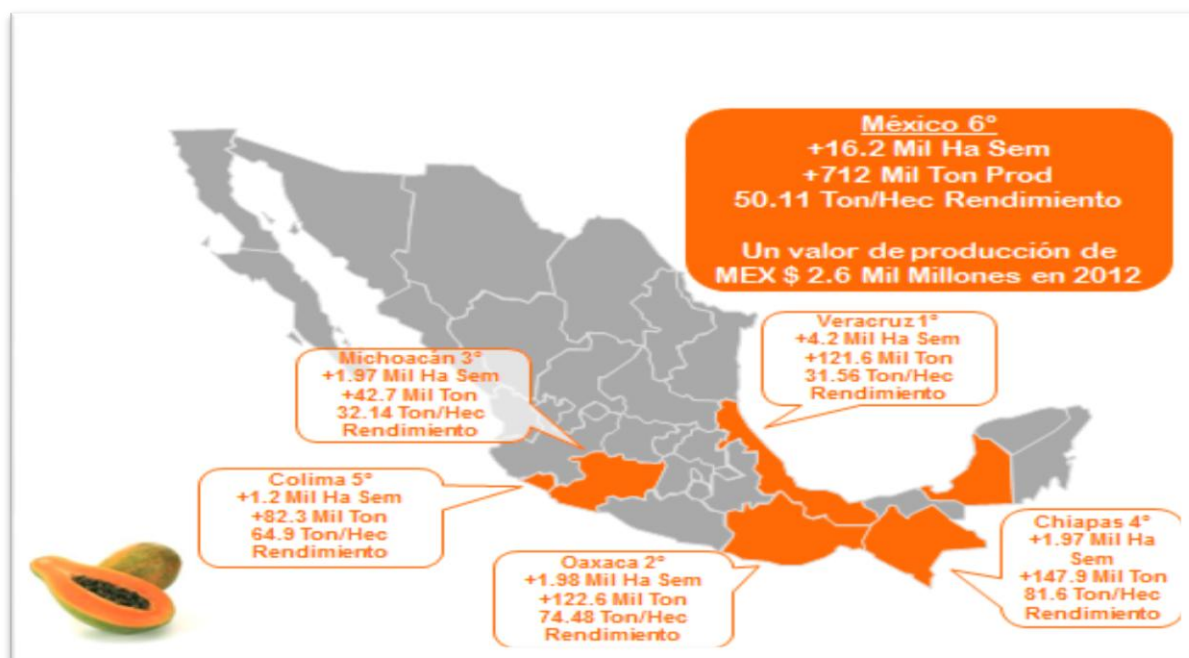 México 6°
+16.2 Mil Ha Sem
+712 Mil Ton Prod
50.11 Ton/Hec Rendimiento
Un valor de producción de
MEX $ 2.6 Mil Millones en 2012
Veracruz 1°
+4.2 Mil Ha Sem
+121.6 Mil Ton
31.56 Ton/Hec
Rendimiento
Michoacán 3°
+1.97 Mil Ha Sem
+42.7 Mil Ton
32.14 Ton/Hec
Rendimiento
Colima 5°
+1.2 Mil Ha Sem
+82.3 Mil Ton
64.9 Ton/Hec
Rendimiento
Oaxaca 2°
+1.98 Mil Ha Sem
+122.6 Mil Ton
74.48 Ton/Hec
Rendimiento
Chiapas 4°
+1.97 Mil Ha
Sem
+147.9 Mil Ton
81.6 Ton/Hec
Rendimiento